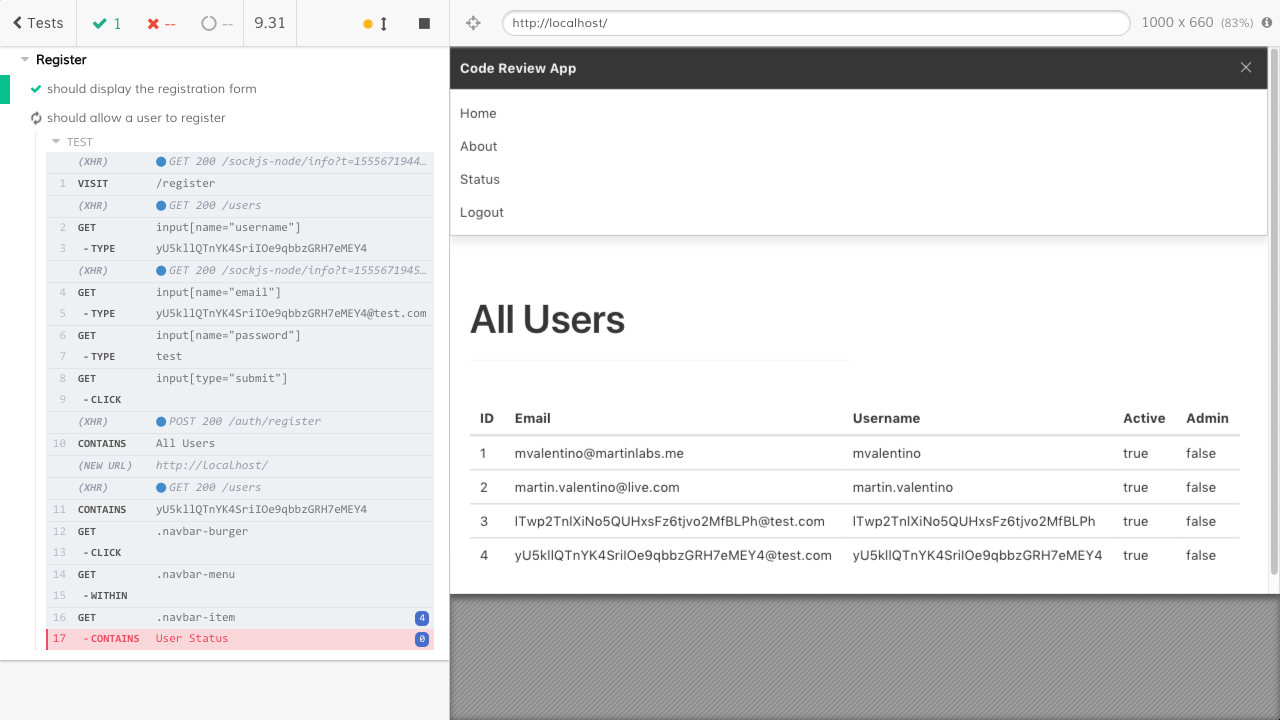 Tests 1 -- -- 9.31
http://localhost/ 1000 x 660 (83%)
Register
should display the registration form
should allow a user to register
TEST
(XHR) GET 200 /sockjs-node/info?t=1555671944…
1 VISIT /register
(XHR) GET 200 /users
2 GET input[name="username"]
3 - TYPE yU5kllQTnYK4SriIOe9qbbzGRH7eMEY4
(XHR) GET 200 /sockjs-node/info?t=1555671945…
4 GET input[name="email"]
5 - TYPE yU5kllQTnYK4SriIOe9qbbzGRH7eMEY4@test.com
6 GET input[name="password"]
7 - TYPE test
8 GET input[type="submit"]
9 - CLICK
(XHR) POST 200 /auth/register
10 CONTAINS All Users
(NEW URL) http://localhost/
(XHR) GET 200 /users
11 CONTAINS yU5kllQTnYK4SriIOe9qbbzGRH7eMEY4
12 GET .navbar-burger
13 - CLICK
14 GET .navbar-menu
15 - WITHIN
16 GET .navbar-item 4
17 - CONTAINS User Status 0
Code Review App
Home
About
Status
Logout
All Users
ID Email Username Active Admin
1 mvalentino@martinlabs.me mvalentino true false
2 martin.valentino@live.com martin.valentino true false
3 lTwp2TnlXiNo5QUHxsFz6tjvo2MfBLPh@test.com lTwp2TnlXiNo5QUHxsFz6tjvo2MfBLPh true false
4 yU5kllQTnYK4SriIOe9qbbzGRH7eMEY4@test.com yU5kllQTnYK4SriIOe9qbbzGRH7eMEY4 true false